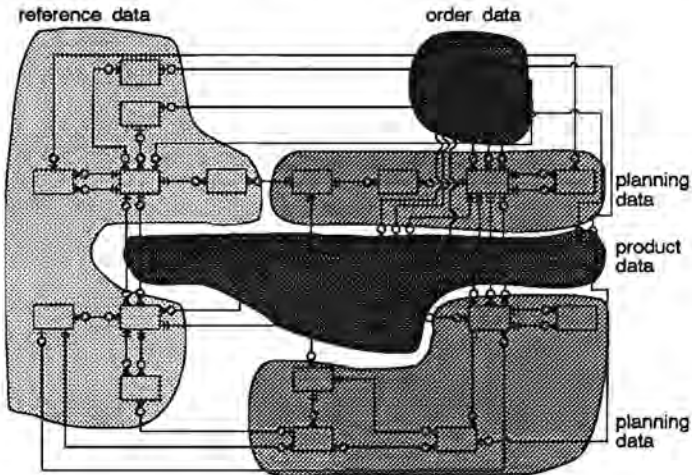 reference data
order data
planning
data
product
data
planning
data